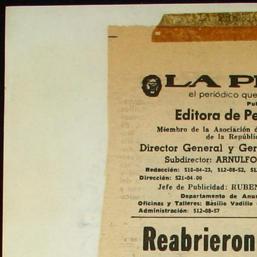 LA P
el periódico que
Pu
Editora de Pe
Miembro de la Asociación d
de la Repúbli
Director General y Ger
Subdirector: ARNULFO
Redacción: 510-04-23, 512-08-52, 51
Dirección: 521-04-00
Jefe de Publicidad: RUBEN
Departamento de Anu
Oficinas y Talleres: Basilio Vadillo
Administración: 512-08-57
Reabrieron